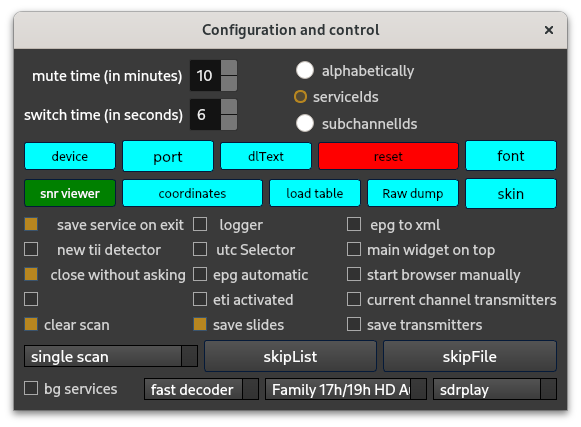 Configuration and control
×
mute time (in minutes) 10 alphabetically
serviceIds
switch time (in seconds) 6 subchannelIds
device port dlText reset font
snr viewer coordinates load table Raw dump skin
save service on exit logger epg to xml
new tii detector utc Selector main widget on top
close without asking epg automatic start browser manually
eti activated current channel transmitters
clear scan save slides save transmitters
single scan skipList skipFile
bg services fast decoder Family 17h/19h HD sdrplay